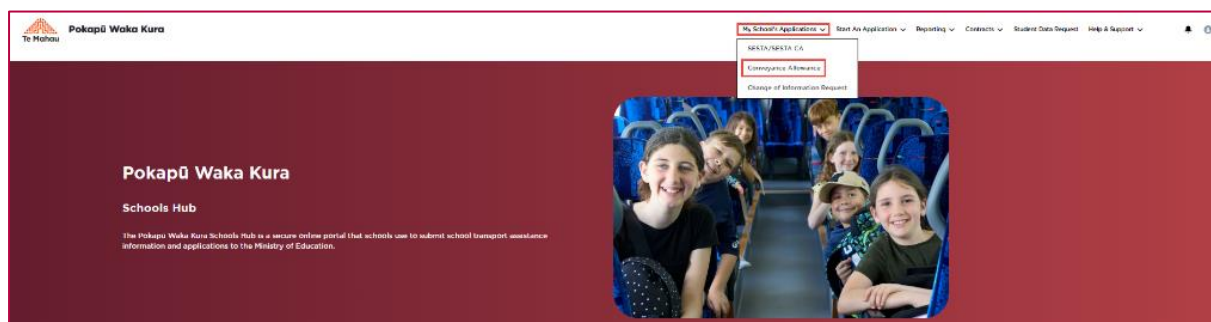 Te Mahau
Pokapū Waka Kura
My School's Applications
Start An Application
Reporting
Contracts
Student Data Request
Help & Support
SESTA/SESTA CA
Conveyance Allowance
Change of Information Request
Pokapū Waka Kura
Schools Hub
The Pokapu Waka Kura Schools Hub is a secure online portal that schools use to submit school transport assistance
information and applications to the Ministry of Education.